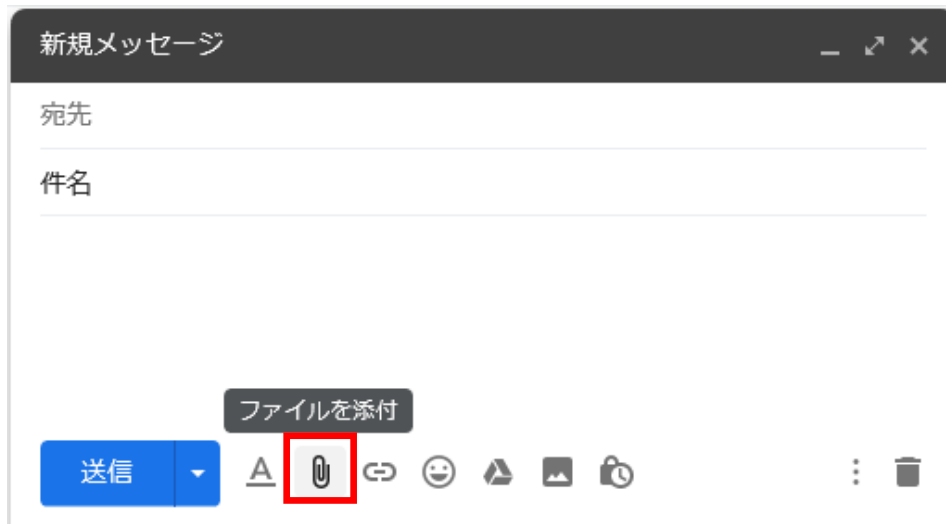 新規メッセージ
宛先
件名
ファイルを添付
送信